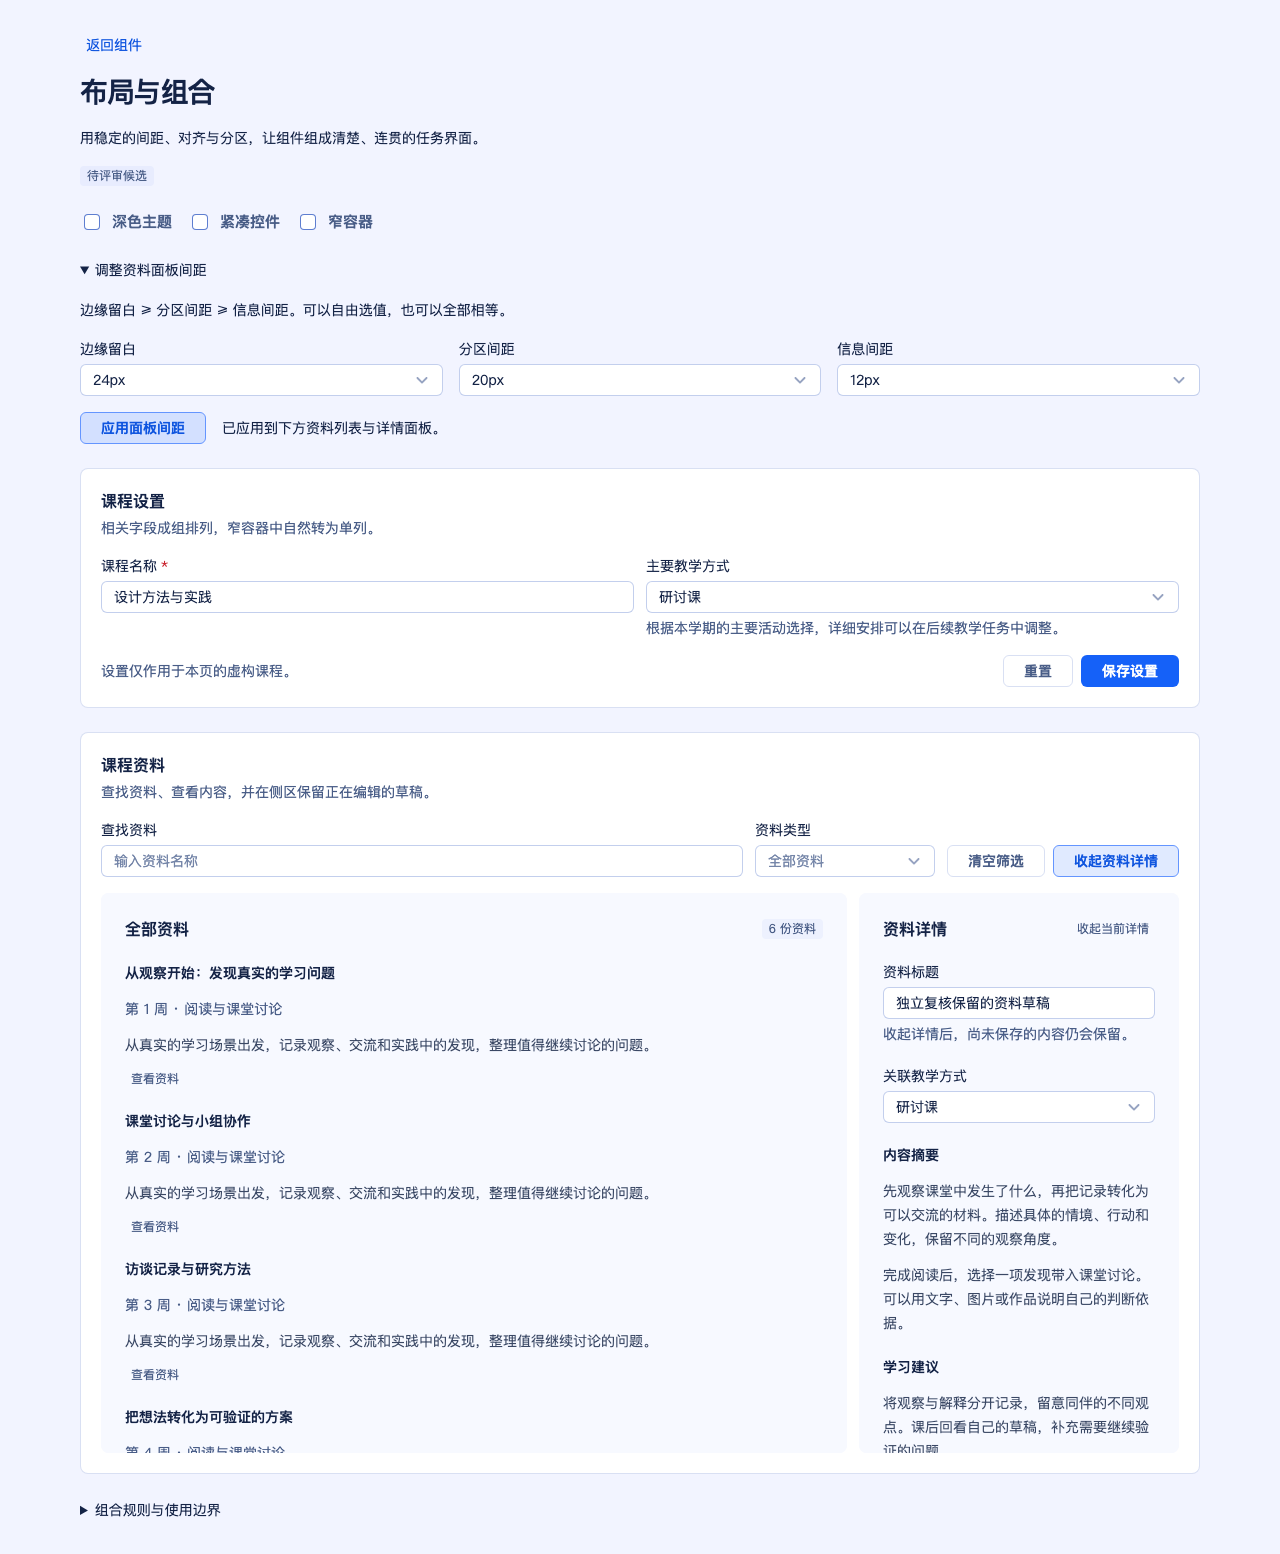 返回组件
布局与组合
用稳定的间距、对齐与分区，让组件组成清楚、连贯的任务界面。
待评审候选
深色主题 紧凑控件 窄容器
▼ 调整资料面板间距
边缘留白 ⩾ 分区间距 ⩾ 信息间距。可以自由选值，也可以全部相等。
边缘留白 分区间距 信息间距
24px 20px 12px
应用面板间距 已应用到下方资料列表与详情面板。
课程设置
相关字段成组排列，窄容器中自然转为单列。
课程名称 * 主要教学方式
设计方法与实践 研讨课
根据本学期的主要活动选择，详细安排可以在后续教学任务中调整。
设置仅作用于本页的虚构课程。 重置 保存设置
课程资料
查找资料、查看内容，并在侧区保留正在编辑的草稿。
查找资料 资料类型
输入资料名称 全部资料 清空筛选 收起资料详情
全部资料 6 份资料
从观察开始：发现真实的学习问题
第 1 周 · 阅读与课堂讨论
从真实的学习场景出发，记录观察、交流和实践中的发现，整理值得继续讨论的问题。
查看资料
课堂讨论与小组协作
第 2 周 · 阅读与课堂讨论
从真实的学习场景出发，记录观察、交流和实践中的发现，整理值得继续讨论的问题。
查看资料
访谈记录与研究方法
第 3 周 · 阅读与课堂讨论
从真实的学习场景出发，记录观察、交流和实践中的发现，整理值得继续讨论的问题。
查看资料
把想法转化为可验证的方案
第 4 周 · 阅读与课堂讨论
资料详情 收起当前详情
资料标题
独立复核保留的资料草稿
收起详情后，尚未保存的内容仍会保留。
关联教学方式
研讨课
内容摘要
先观察课堂中发生了什么，再把记录转化为
可以交流的材料。描述具体的情境、行动和
变化，保留不同的观察角度。
完成阅读后，选择一项发现带入课堂讨论。
可以用文字、图片或作品说明自己的判断依
据。
学习建议
将观察与解释分开记录，留意同伴的不同观
点。课后回看自己的草稿，补充需要继续验
证的问题
▶ 组合规则与使用边界